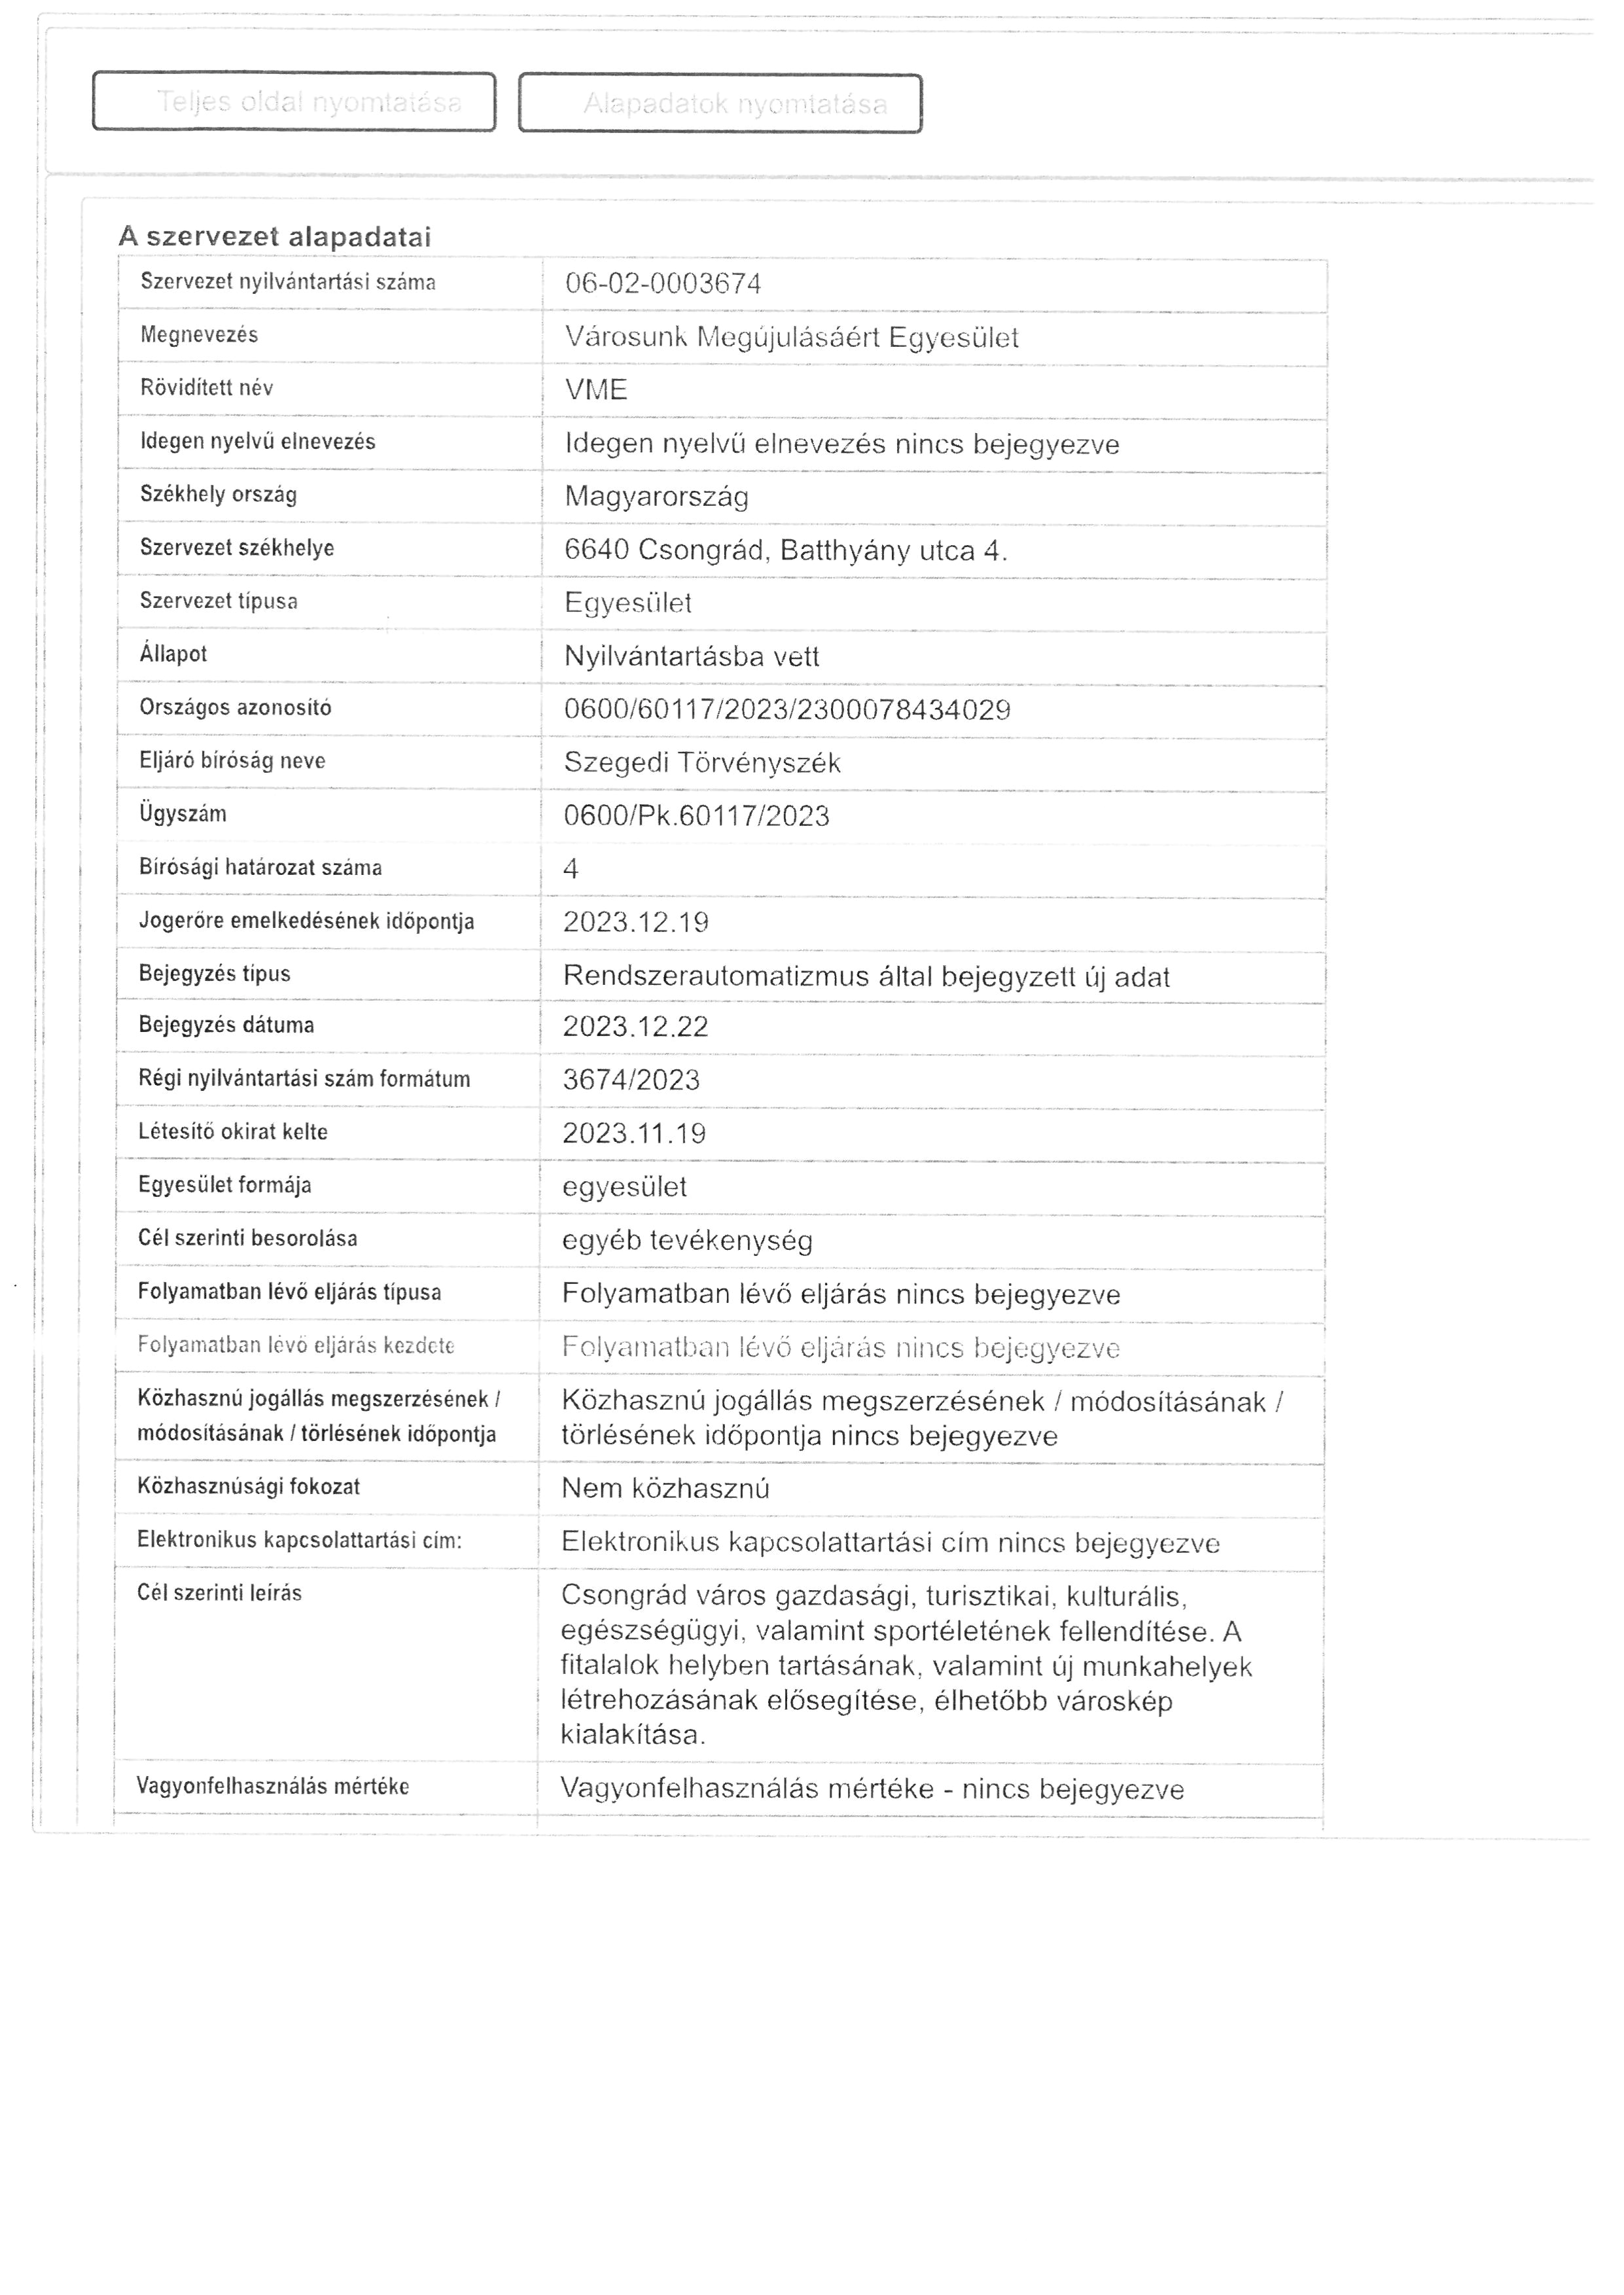 Teljes oldal nyomtatása
Alapadatok nyomtatása
A szervezet alapadatai
Szervezet nyilvántartási száma 06-02-0003674
Megnevezés Városunk Megújulásáért Egyesület
Rövidített név VME
Idegen nyelvű elnevezés Idegen nyelvű elnevezés nincs bejegyezve
Székhely ország Magyarország
Szervezet székhelye 6640 Csongrád, Batthyány utca 4.
Szervezet típusa Egyesület
Állapot Nyilvántartásba vett
Országos azonosító 0600/60117/2023/2300078434029
Eljáró bíróság neve Szegedi Törvényszék
Ügyszám 0600/Pk.60117/2023
Bírósági határozat száma 4
Jogerőre emelkedésének időpontja 2023.12.19
Bejegyzés típus Rendszerautomatizmus által bejegyzett új adat
Bejegyzés dátuma 2023.12.22
Régi nyilvántartási szám formátum 3674/2023
Létesítő okirat kelte 2023.11.19
Egyesület formája egyesület
Cél szerinti besorolása egyéb tevékenység
Folyamatban lévő eljárás típusa Folyamatban lévő eljárás nincs bejegyezve
Folyamatban lévő eljárás kezdete Folyamatban lévő eljárás nincs bejegyezve
Közhasznú jogállás megszerzésének / Közhasznú jogállás megszerzésének / módosításának /
módosításának / törlésének időpontja törlésének időpontja nincs bejegyezve
Közhasznúsági fokozat Nem közhasznú
Elektronikus kapcsolattartási cím: Elektronikus kapcsolattartási cím nincs bejegyezve
Cél szerinti leírás Csongrád város gazdasági, turisztikai, kulturális,
egészségügyi, valamint sportéletének fellendítése. A
fitalalok helyben tartásának, valamint új munkahelyek
létrehozásának elősegítése, élhetőbb városkép
kialakítása.
Vagyonfelhasználás mértéke Vagyonfelhasználás mértéke - nincs bejegyezve